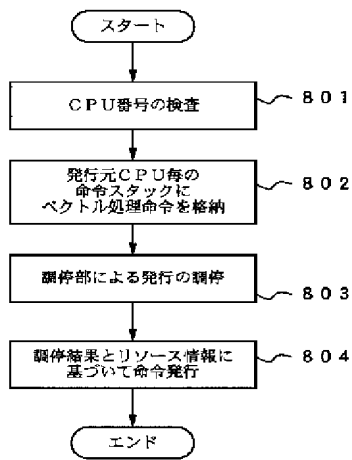 スタート
CPU番号の検査
801
発行元CPU毎の
命令スタックに
ベクトル処理命令を格納
802
調停部による発行の調停
803
調停結果とリソース情報に
基づいて命令発行
804
エンド